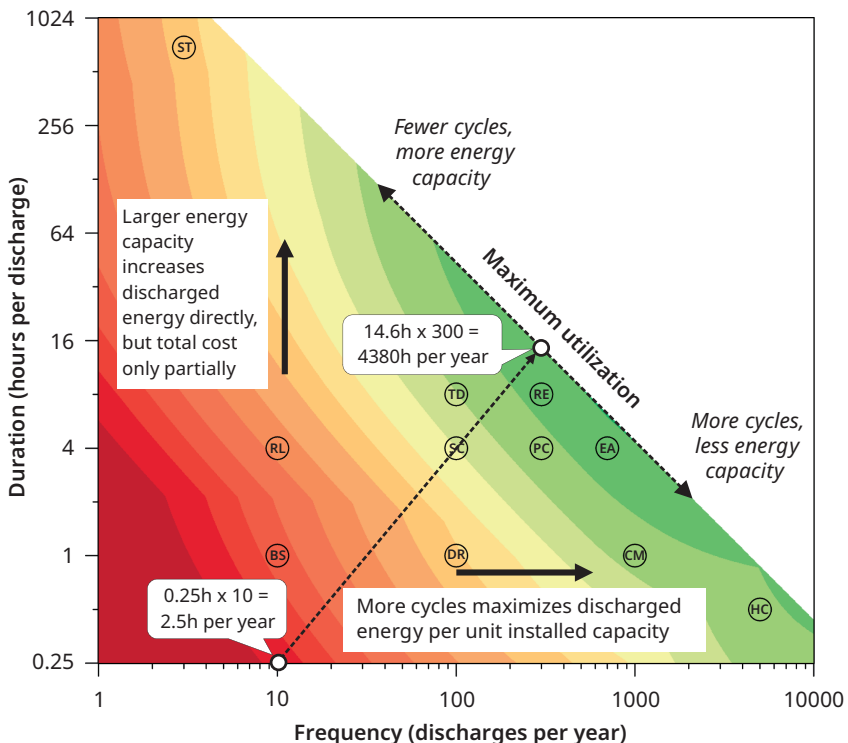 1024
256
64
16
4
1
0.25
Duration (hours per discharge)
ST
Fewer cycles,
more energy
capacity
Larger energy
capacity
increases
discharged
energy directly,
but total cost
only partially
Maximum utilization
14.6h x 300 =
4380h per year
TD
RE
More cycles,
less energy
capacity
RL
SC
PC
EA
BS
DR
CM
0.25h x 10 =
2.5h per year
More cycles maximizes discharged
energy per unit installed capacity
HC
1
10
100
1000
10000
Frequency (discharges per year)